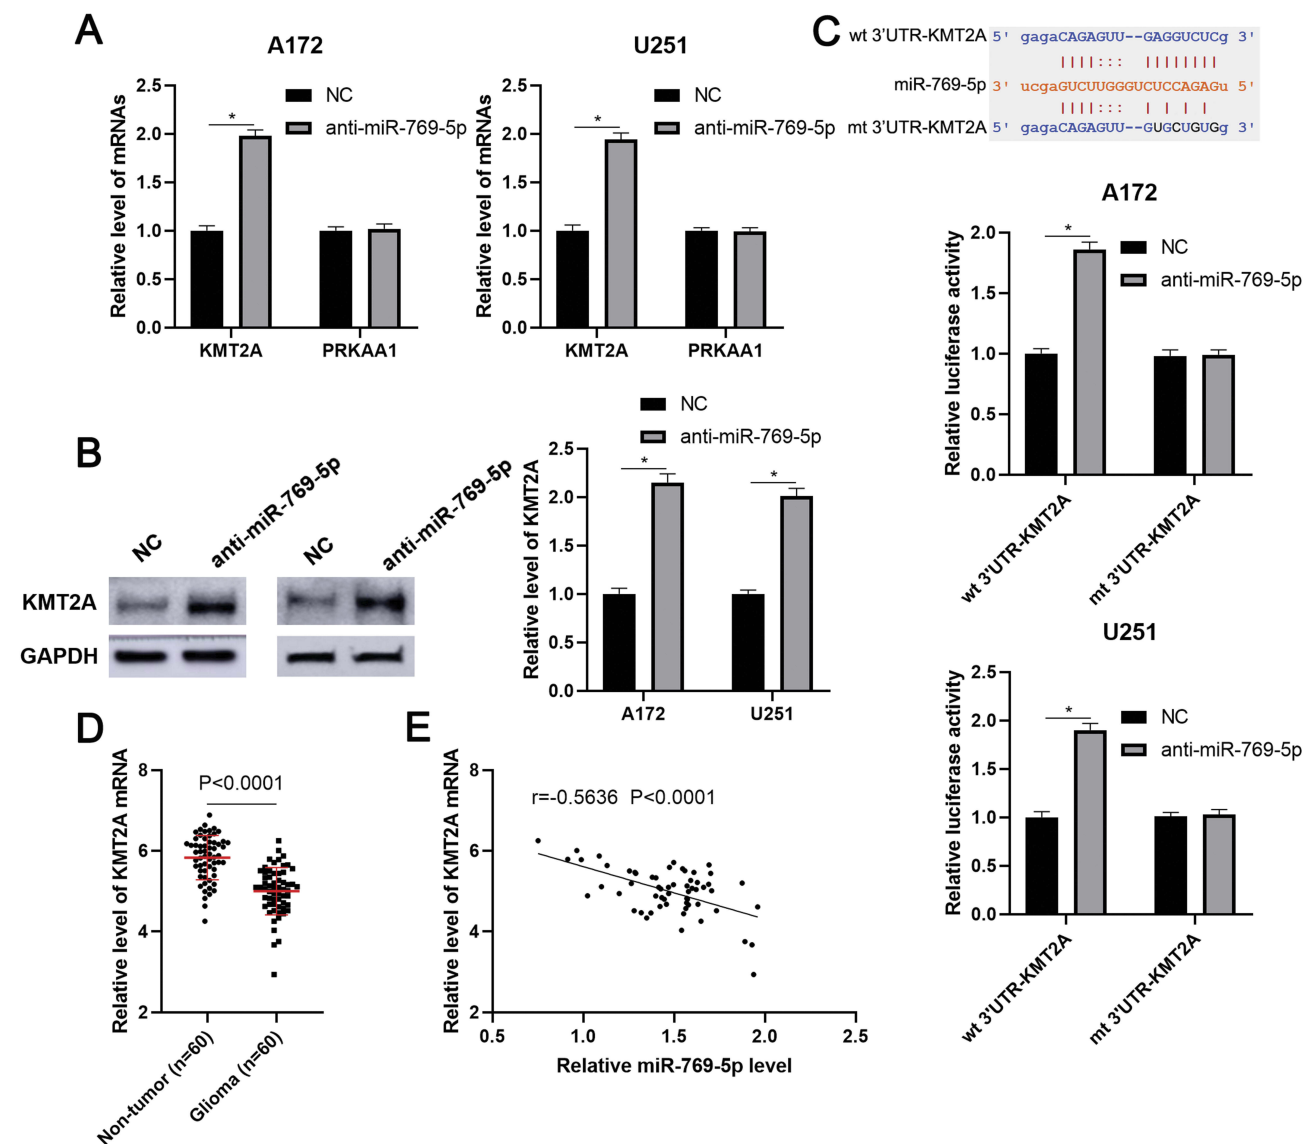 A
A172
2.5
2.0
1.5
1.0
0.5
0.0
Relative level of mRNAs
*
NC
anti-miR-769-5p
KMT2A
PRKAA1
U251
2.5
2.0
1.5
1.0
0.5
0.0
Relative level of mRNAs
*
NC
anti-miR-769-5p
KMT2A
PRKAA1
B
NC
anti-miR-769-5p
NC
anti-miR-769-5p
KMT2A
GAPDH
NC
anti-miR-769-5p
2.5
2.0
1.5
1.0
0.5
0.0
Relative level of KMT2A
*
*
A172
U251
C
wt 3'UTR-KMT2A 5' gagaCAGAGUU--GAGGUCUCg 3'
miR-769-5p 3' ucgaGUCUUGGGUCUCCAGAGu 5'
mt 3'UTR-KMT2A 5' gagaCAGAGUU--GUGCUGUGg 3'
A172
2.0
1.5
1.0
0.5
0.0
Relative luciferase activity
*
NC
anti-miR-769-5p
wt 3'UTR-KMT2A
mt 3'UTR-KMT2A
U251
2.5
2.0
1.5
1.0
0.5
0.0
Relative luciferase activity
*
NC
anti-miR-769-5p
wt 3'UTR-KMT2A
mt 3'UTR-KMT2A
D
8
6
4
2
Relative level of KMT2A mRNA
P<0.0001
Non-tumor (n=60)
Glioma (n=60)
E
8
6
4
2
Relative level of KMT2A mRNA
r=-0.5636 P<0.0001
0.5 1.0 1.5 2.0 2.5
Relative miR-769-5p level